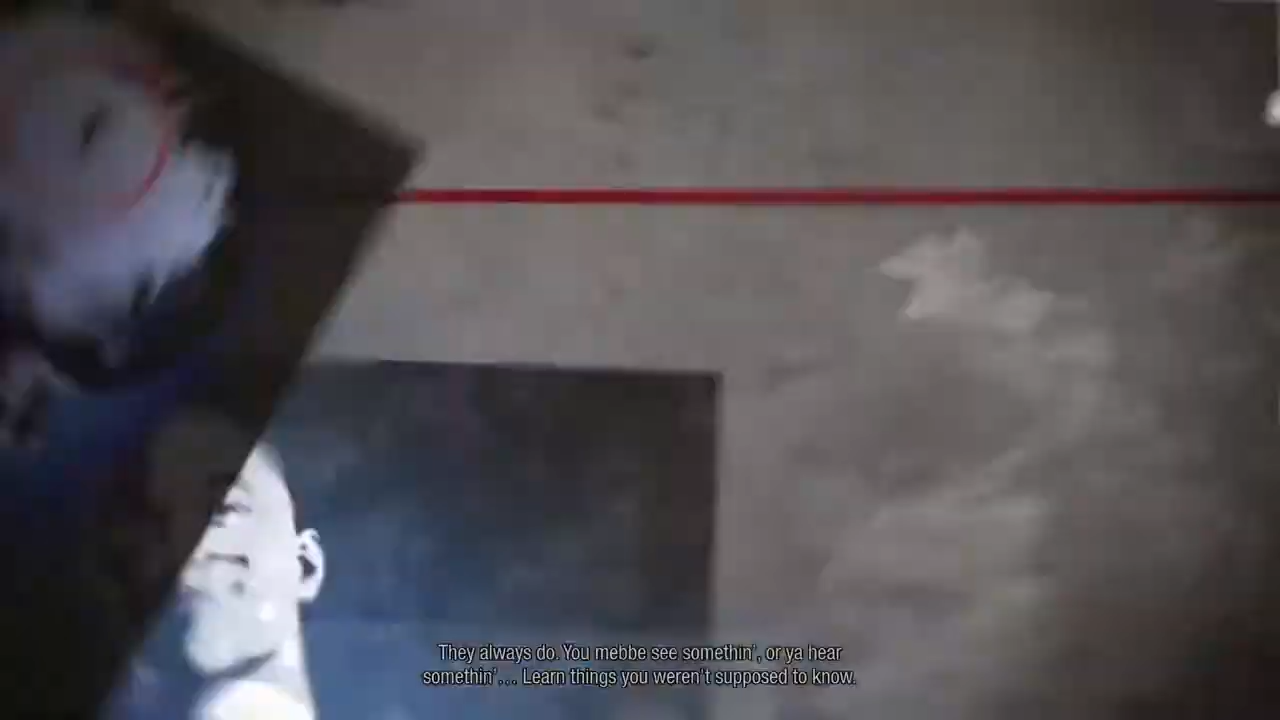 They always do. You mebbe see somethin', or ya hear
somethin'... Learn things you weren't supposed to know.